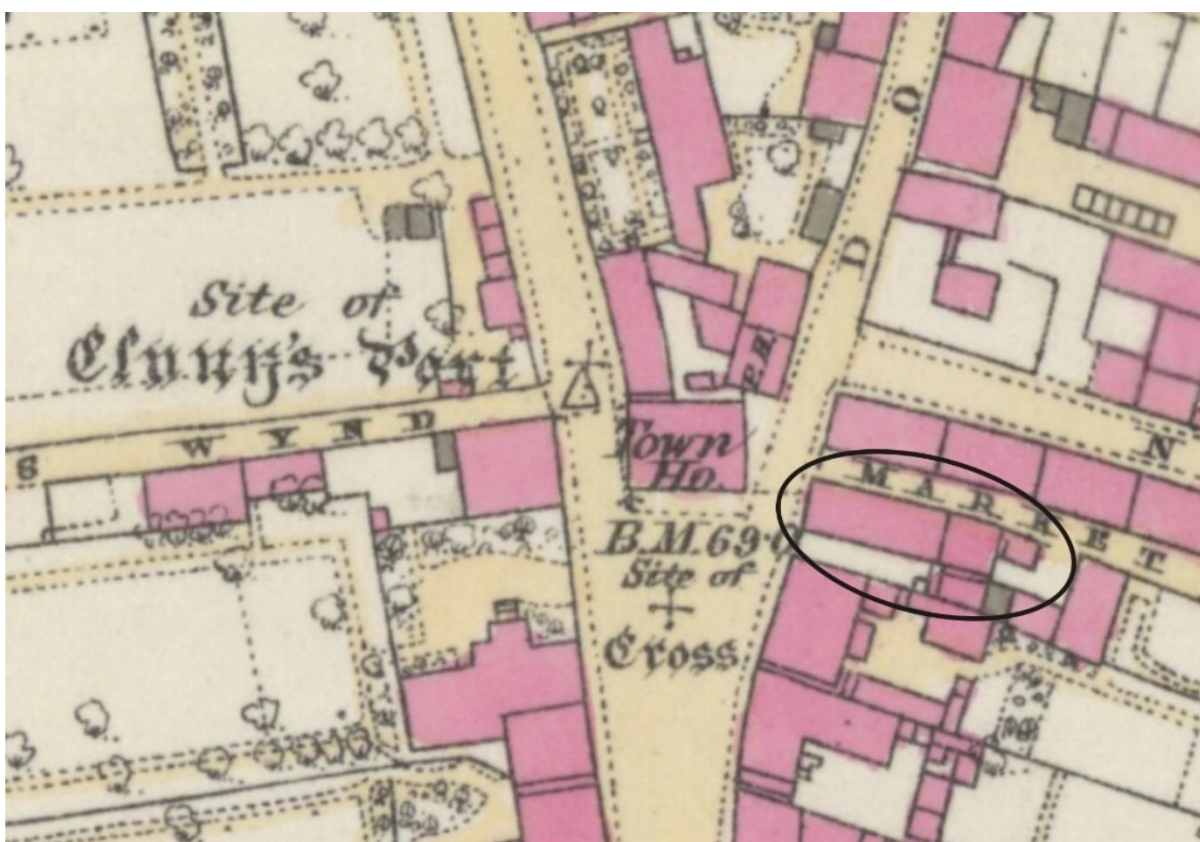 O
D
Site of
Cluny's Port
P.H.
S WYND
Town
Ho.
N
MARKET
B.M. 69·0
Site of
Cross